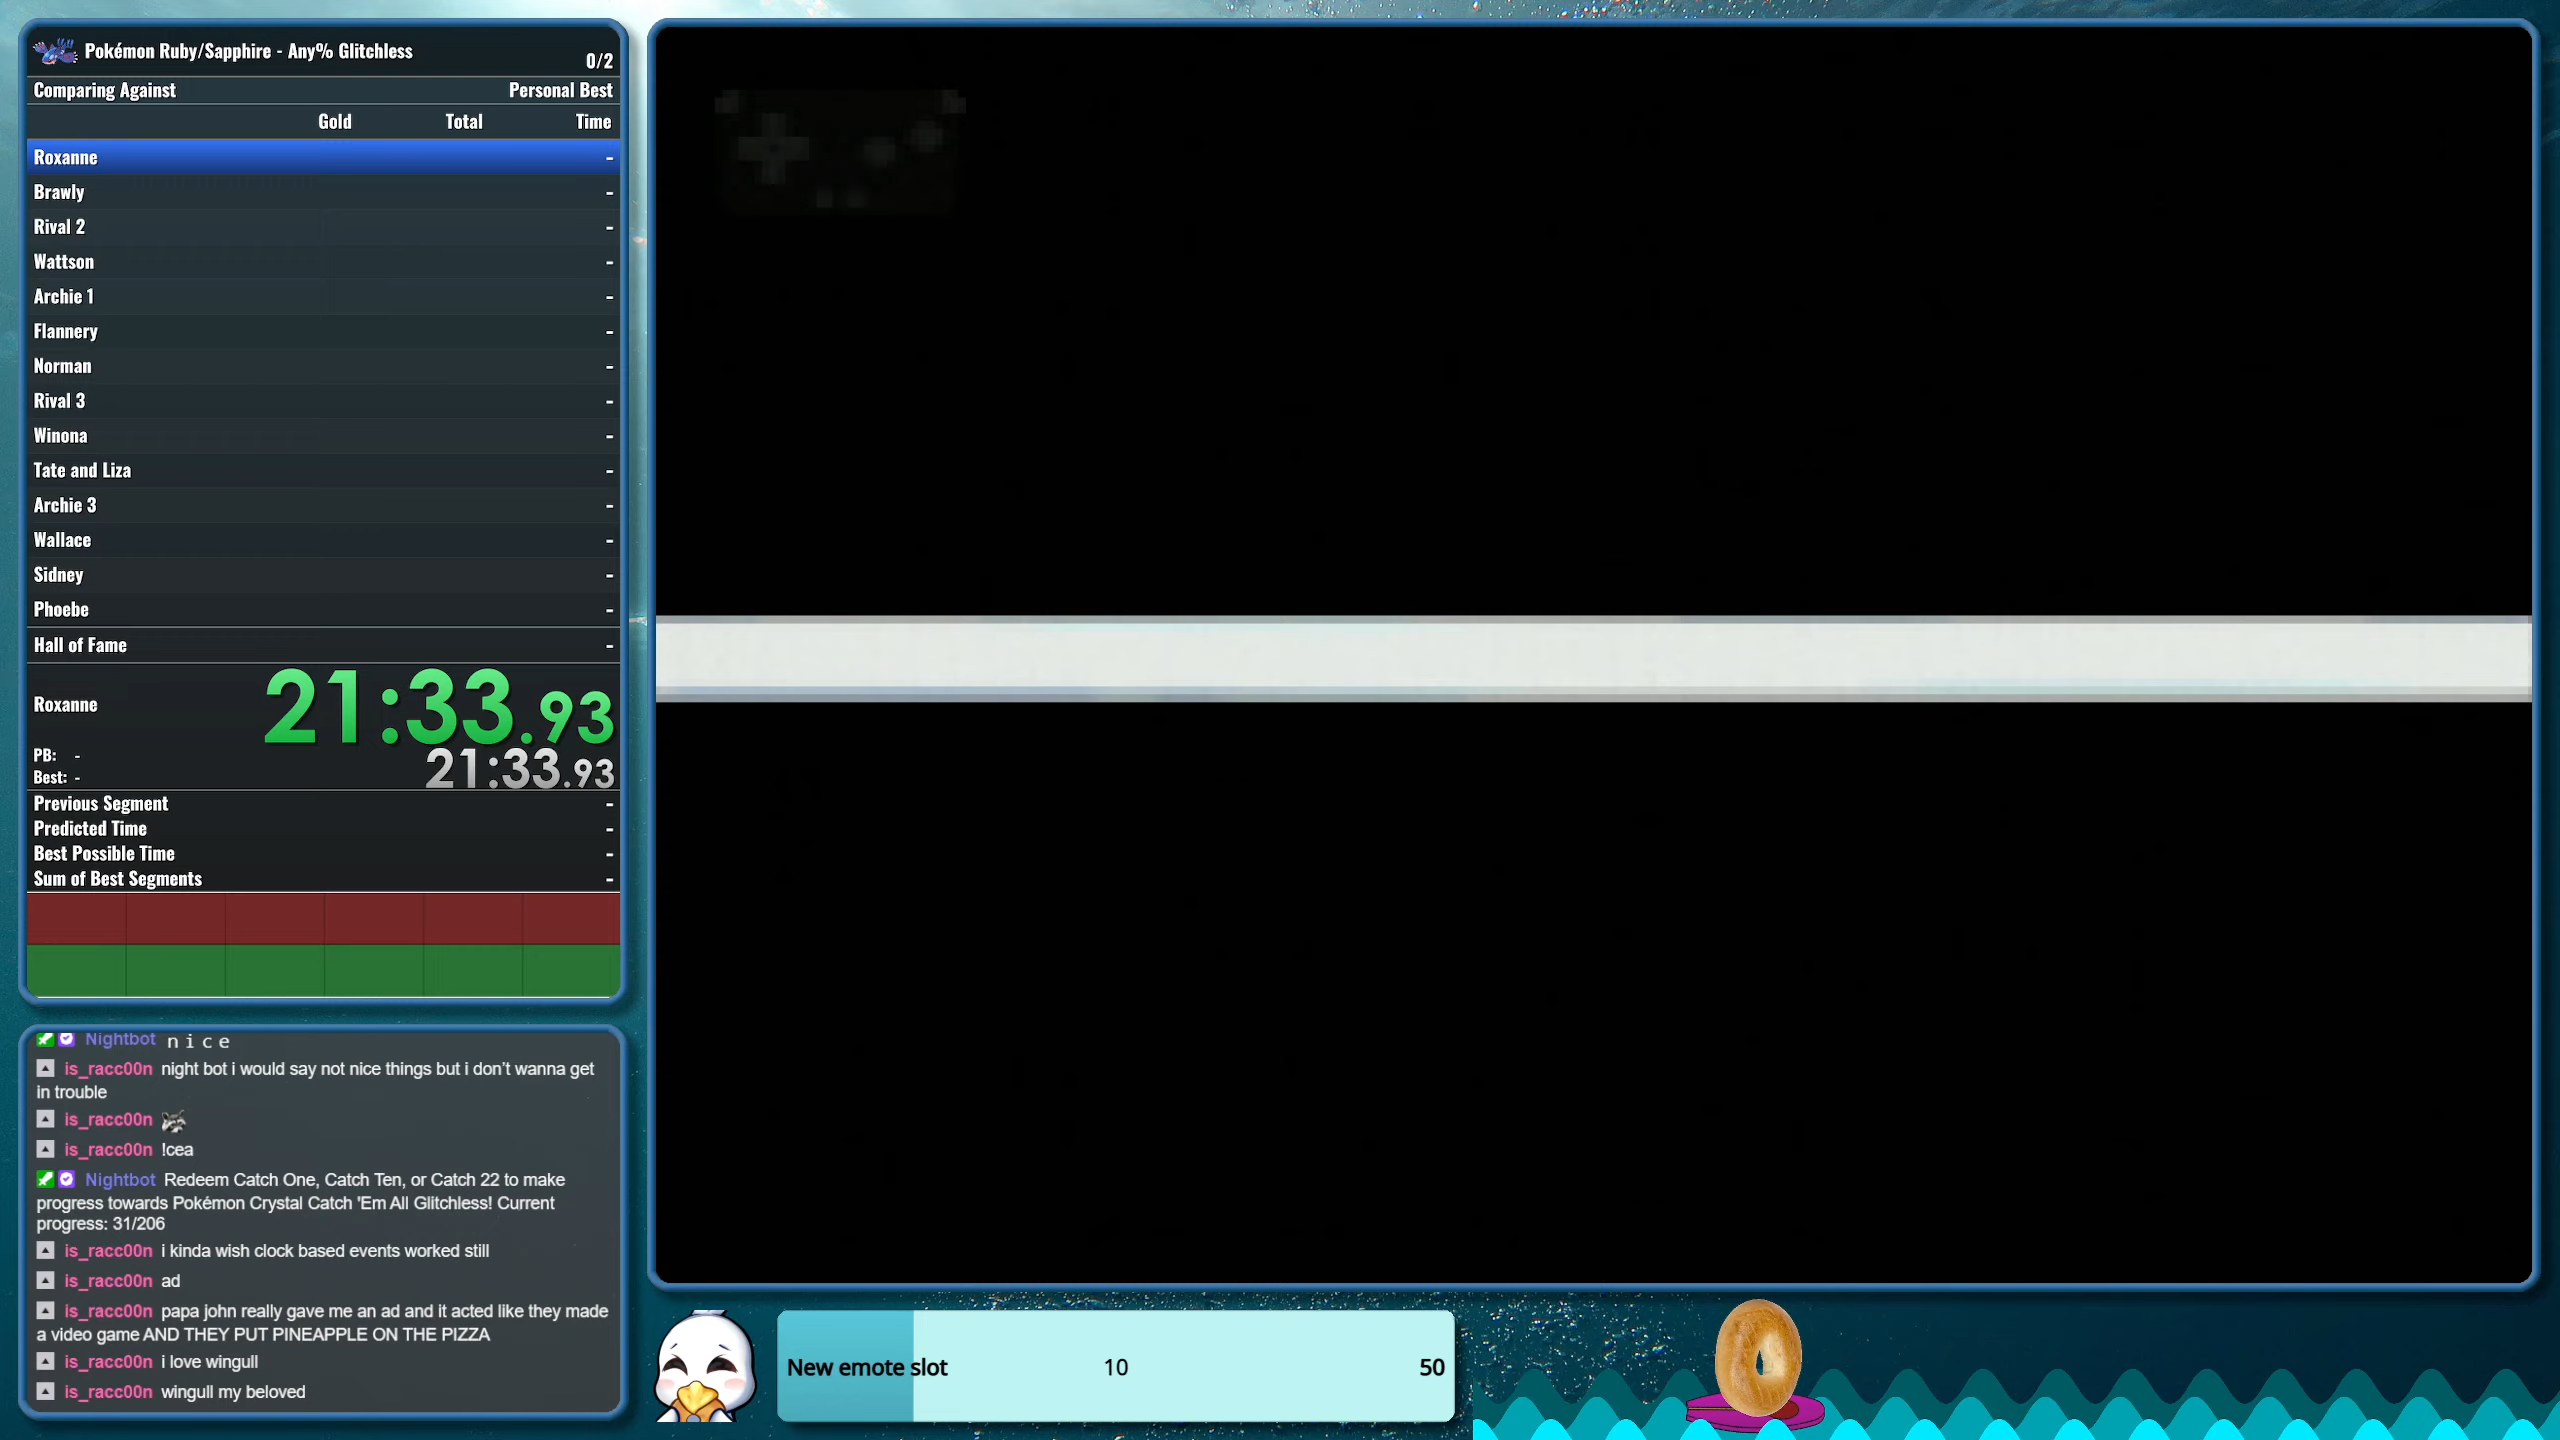 Pokémon Ruby/Sapphire - Any% Glitchless
0/2
Comparing Against Personal Best
Gold Total Time
Roxanne -
Brawly -
Rival 2 -
Wattson -
Archie 1 -
Flannery -
Norman -
Rival 3 -
Winona -
Tate and Liza -
Archie 3 -
Wallace -
Sidney -
Phoebe -
Hall of Fame -
Roxanne 21:33.93
PB: -
Best: - 21:33.93
Previous Segment -
Predicted Time -
Best Possible Time -
Sum of Best Segments -
Nightbot n i c e
is_racc00n night bot i would say not nice things but i don't wanna get
in trouble
is_racc00n
is_racc00n !cea
Nightbot Redeem Catch One, Catch Ten, or Catch 22 to make
progress towards Pokémon Crystal Catch 'Em All Glitchless! Current
progress: 31/206
is_racc00n i kinda wish clock based events worked still
is_racc00n ad
is_racc00n papa john really gave me an ad and it acted like they made
a video game AND THEY PUT PINEAPPLE ON THE PIZZA
is_racc00n i love wingull
is_racc00n wingull my beloved
New emote slot 10 50